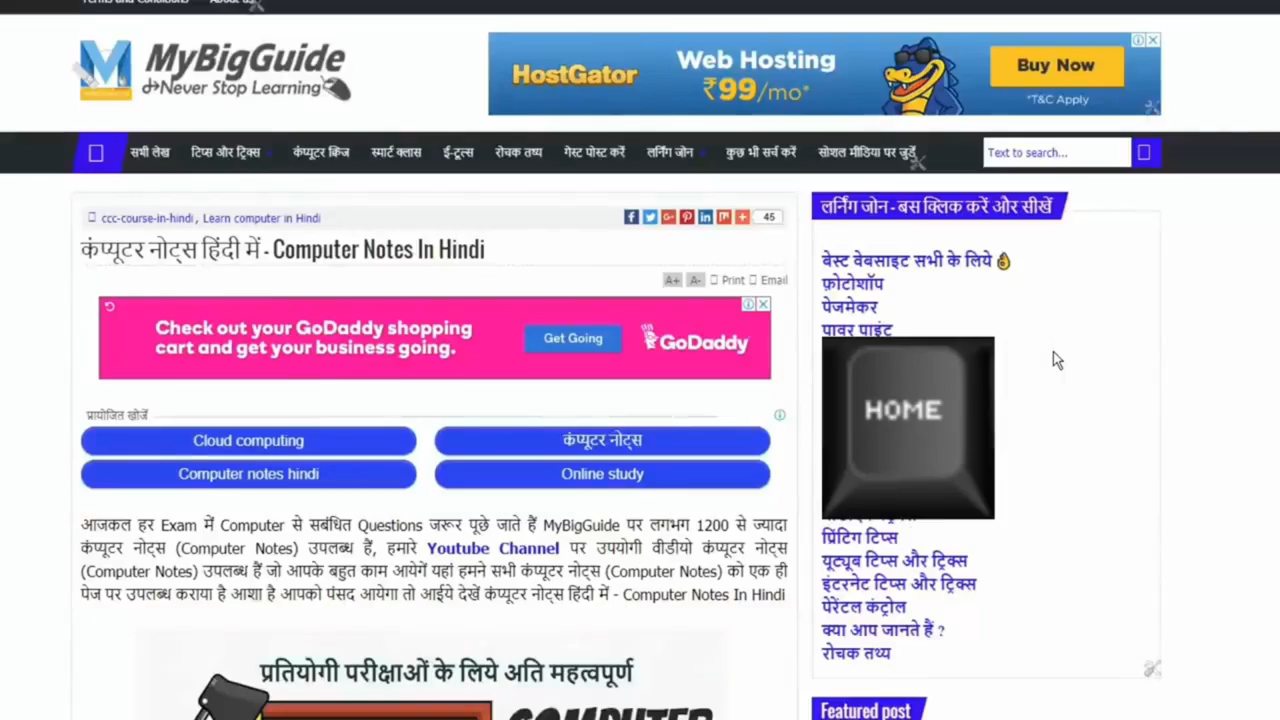 Terms and Conditions About us
MyBigGuide
Never Stop Learning
HostGator
Web Hosting
₹99/mo*
Buy Now
*T&C Apply
सभी लेख टिप्स और ट्रिक्स कंप्यूटर क्विज स्मार्ट क्लास ई-टूल्स रोचक तथ्य गेस्ट पोस्ट करें लर्निंग जोन कुछ भी सर्च करें सोशल मीडिया पर जुड़ें
Text to search...
ccc-course-in-hindi, Learn computer in Hindi
45
कंप्यूटर नोट्स हिंदी में - Computer Notes In Hindi
A+ A- Print Email
Check out your GoDaddy shopping
cart and get your business going.
Get Going
GoDaddy
प्रायोजित खोजें
Cloud computing
कंप्यूटर नोट्स
Computer notes hindi
Online study
आजकल हर Exam में Computer से सबंधित Questions जरूर पूछे जाते हैं MyBigGuide पर लगभग 1200 से ज्यादा
कंप्यूटर नोट्स (Computer Notes) उपलब्ध हैं, हमारे Youtube Channel पर उपयोगी वीडियो कंप्यूटर नोट्स
(Computer Notes) उपलब्ध हैं जो आपके बहुत काम आयेगें यहां हमने सभी कंप्यूटर नोट्स (Computer Notes) को एक ही
पेज पर उपलब्ध कराया है आशा है आपको पंसद आयेगा तो आईये देखें कंप्यूटर नोट्स हिंदी में - Computer Notes In Hindi
प्रतियोगी परीक्षाओं के लिये अति महत्वपूर्ण
COMPUTER
लर्निंग जोन - बस क्लिक करें और सीखें
बेस्ट वेबसाइट सभी के लिये 👌
फ़ोटोशॉप
पेजमेकर
पावर पाइंट
HOME
प्रिंटिग टिप्स
यूट्यूब टिप्स और ट्रिक्स
इंटरनेट टिप्स और ट्रिक्स
पेरेंटल कंट्रोल
क्या आप जानते हैं ?
रोचक तथ्य
Featured post